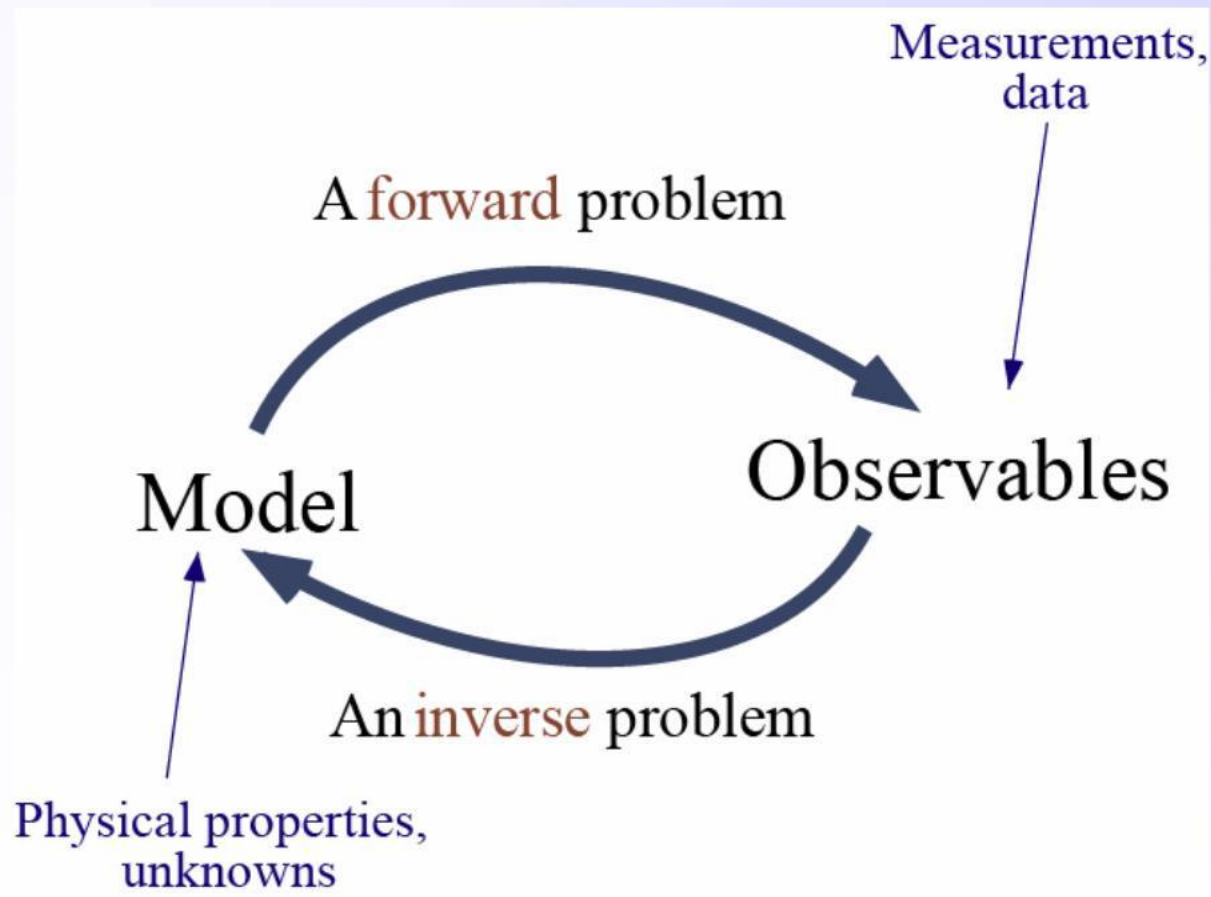 Measurements,
data
A forward problem
Observables
Model
An inverse problem
Physical properties,
unknowns